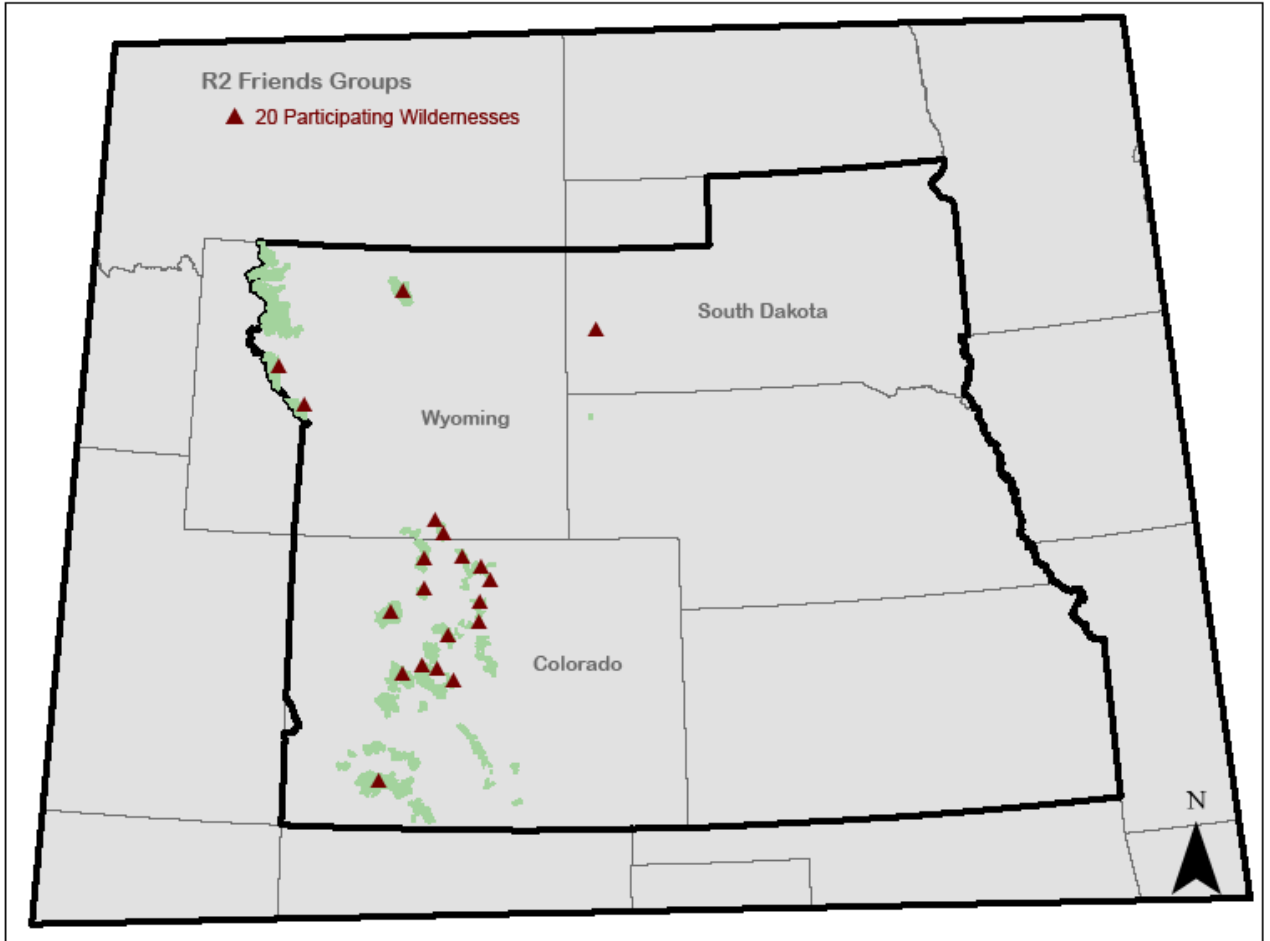 R2 Friends Groups
20 Participating Wildernesses
South Dakota
Wyoming
Colorado
N